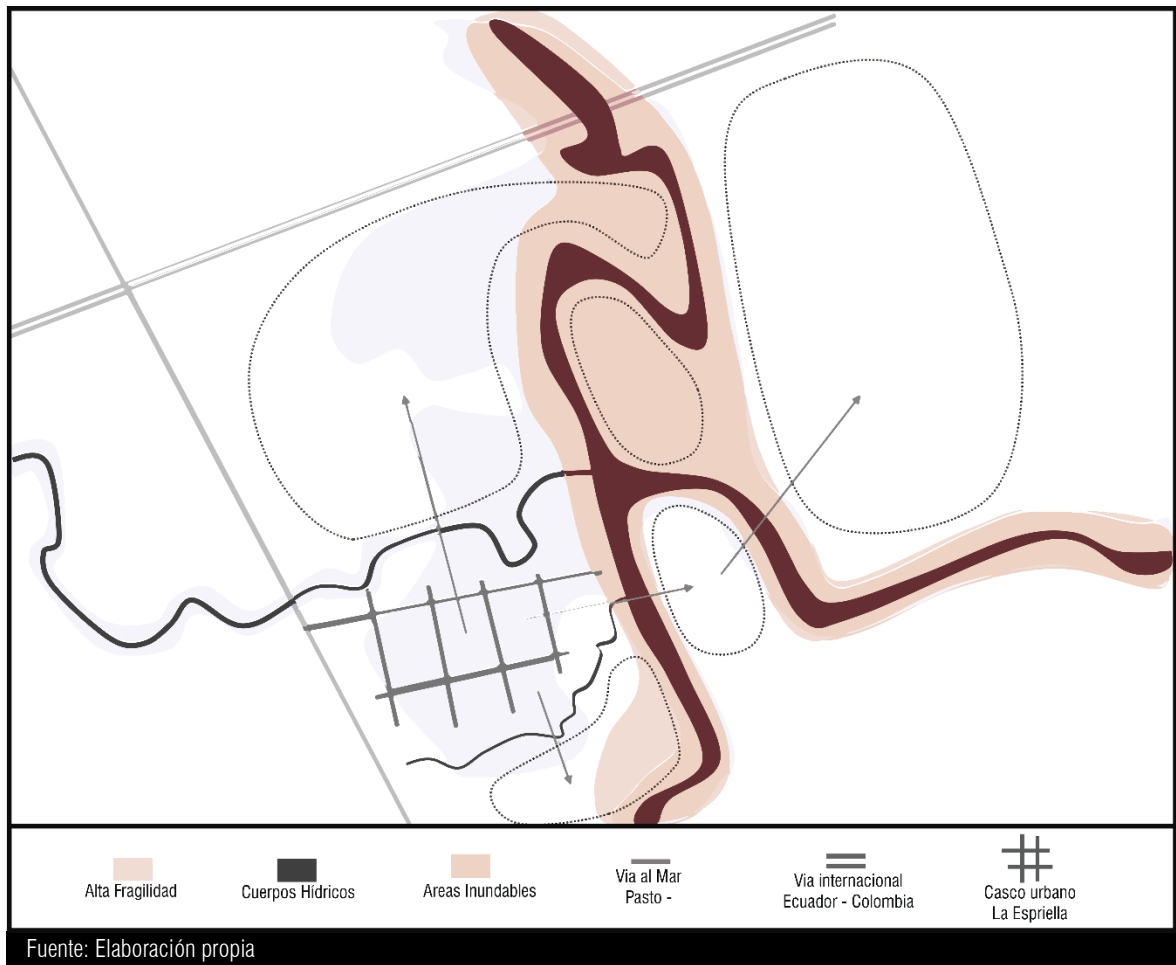 Alta Fragilidad
Cuerpos Hídricos
Areas Inundables
Via al Mar
Pasto -
Via internacional
Ecuador - Colombia
Casco urbano
La Espriella
Fuente: Elaboración propia